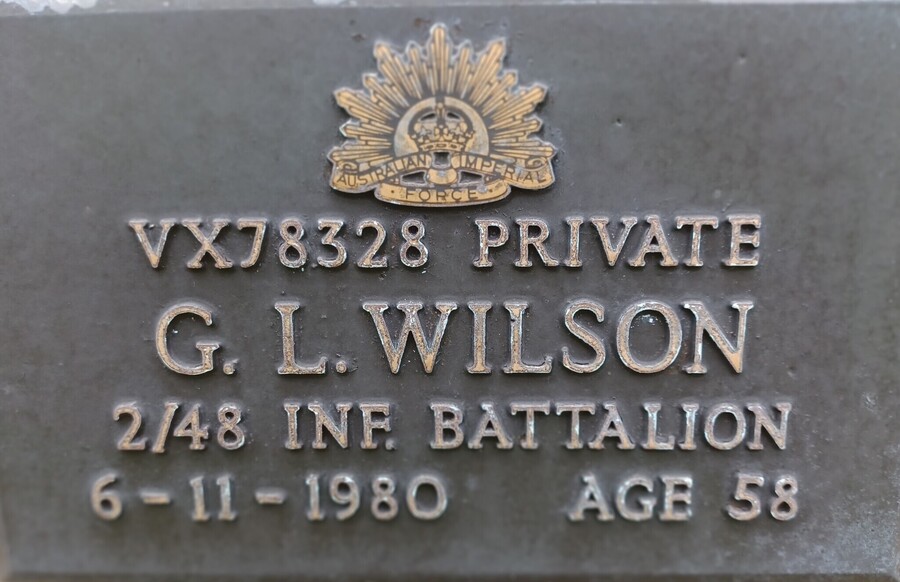 AUSTRALIAN IMPERIAL
FORCE
VX78328 PRIVATE
G. L. WILSON
2/48 INF. BATTALION
6-11-1980 AGE 58